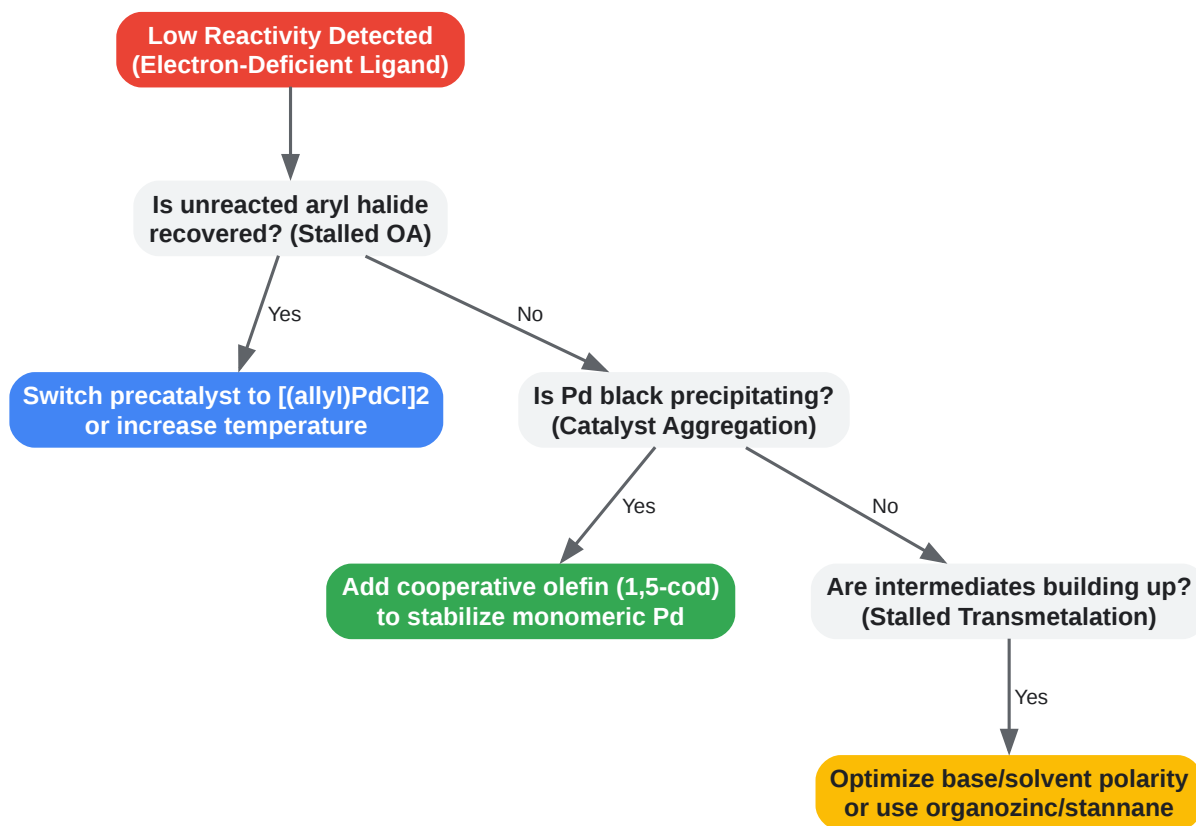 Low Reactivity Detected
(Electron-Deficient Ligand)
Is unreacted aryl halide
recovered? (Stalled OA)
Yes
No
Switch precatalyst to [(allyl)PdCl]2
or increase temperature
Is Pd black precipitating?
(Catalyst Aggregation)
Yes
No
Add cooperative olefin (1,5-cod)
to stabilize monomeric Pd
Are intermediates building up?
(Stalled Transmetalation)
Yes
Optimize base/solvent polarity
or use organozinc/stannane